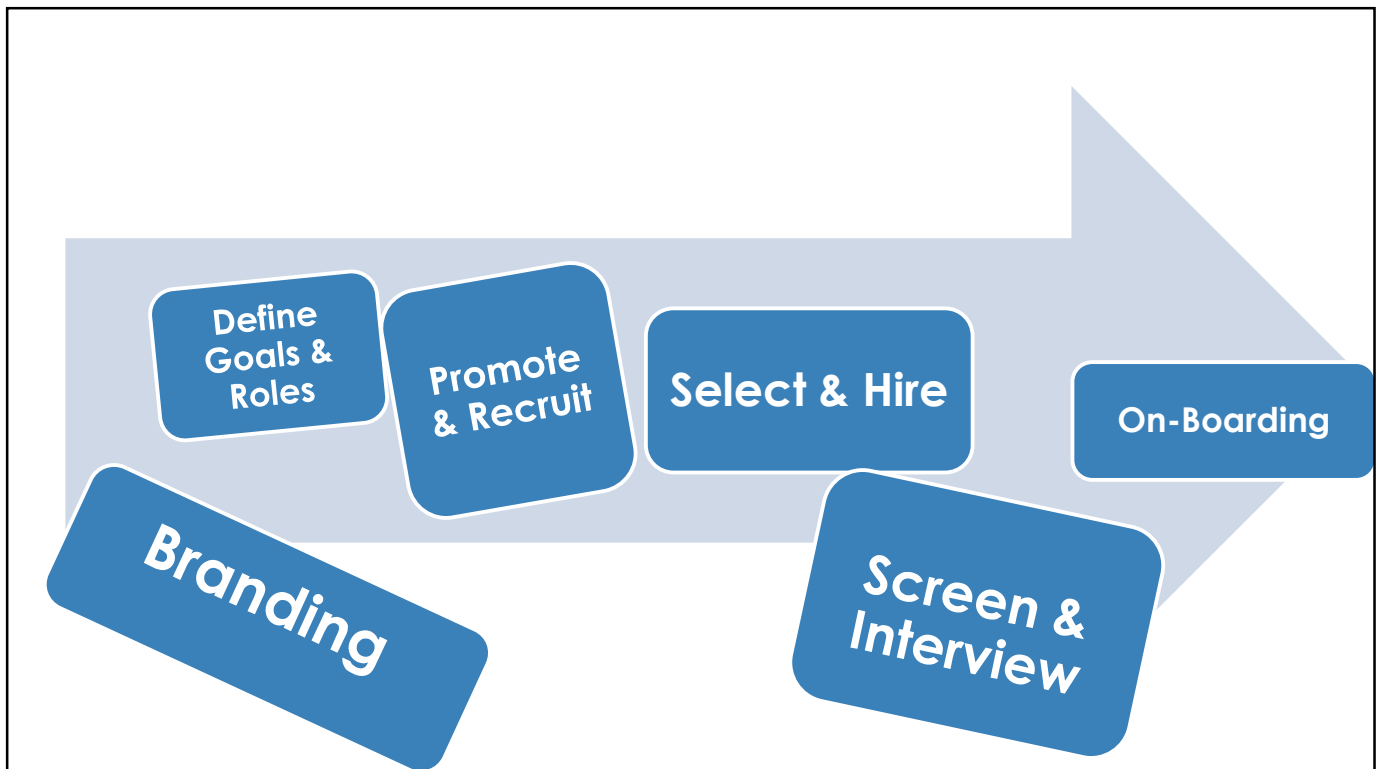 Define
Goals &
Roles
Promote
& Recruit
Select & Hire
On-Boarding
Branding
Screen &
Interview